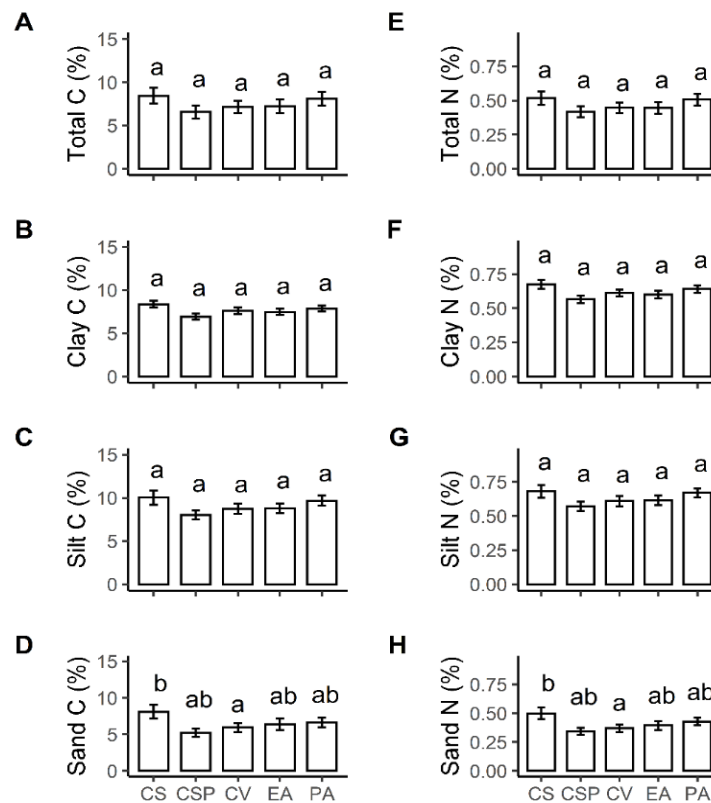 A
Total C (%)
15
10
5
0
a a a a a
B
Clay C (%)
15
10
5
0
a a a a a
C
Silt C (%)
15
10
5
0
a a a a a
D
Sand C (%)
15
10
5
0
b ab a ab ab
CS CSP CV EA PA
E
Total N (%)
0.75
0.50
0.25
0.00
a a a a a
F
Clay N (%)
0.75
0.50
0.25
0.00
a a a a a
G
Silt N (%)
0.75
0.50
0.25
0.00
a a a a a
H
Sand N (%)
0.75
0.50
0.25
0.00
b ab a ab ab
CS CSP CV EA PA